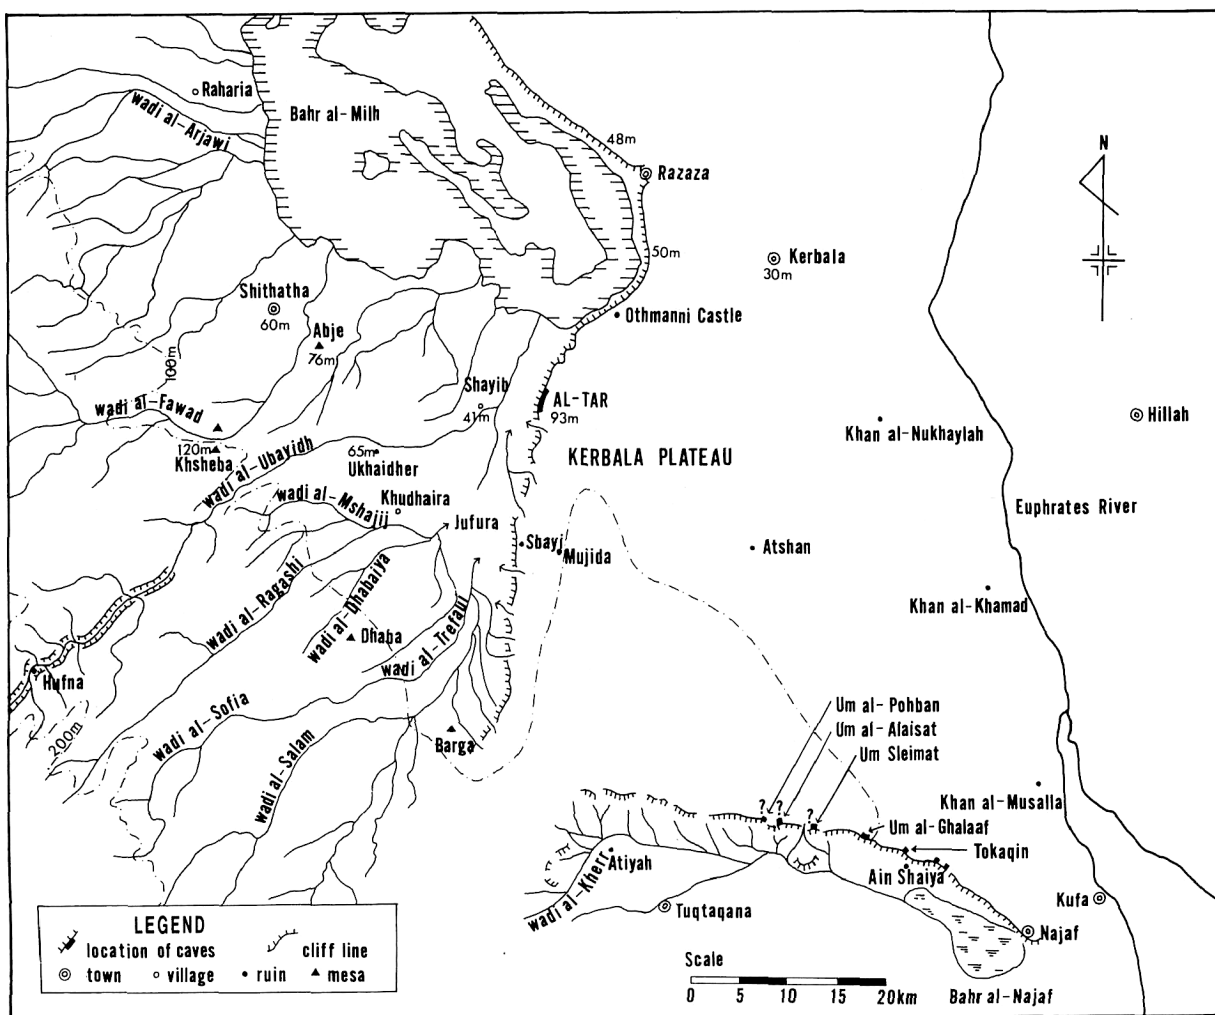 Raharia
wadi al-Arjawi
Bahr al-Milh
48m
Razaza
N
50m
Kerbala
30m
Shithatha
60m
Othmanni Castle
Abje
76m
100m
Shayib
41m
AL-TAR
93m
wadi al-Fawad
Hillah
Khan al-Nukhaylah
120m
Khsheba
wadi al-Ubayidh
65m
Ukhaidher
KERBALA PLATEAU
wadi al-Mshajij
Khudhaira
Jufura
Euphrates River
Sbayi
Mujida
Atshan
wadi al-Ragashi
wadi al-Dhabaiya
Khan al-Khamad
Dhaba
wadi al-Trefaui
Hufna
200m
wadi al-Sofia
wadi al-Salam
Barga
Um al-Pohban
Um al-Alaisat
Um Sleimat
? ? ?
Khan al-Musalla
Um al-Ghalaaf
Tokaqin
Atiyah
wadi al-Kherr
Ain Shaiya
Tuqtaqana
Kufa
Najaf
Bahr al-Najaf
LEGEND
location of caves cliff line
town village ruin mesa
Scale
0 5 10 15 20km